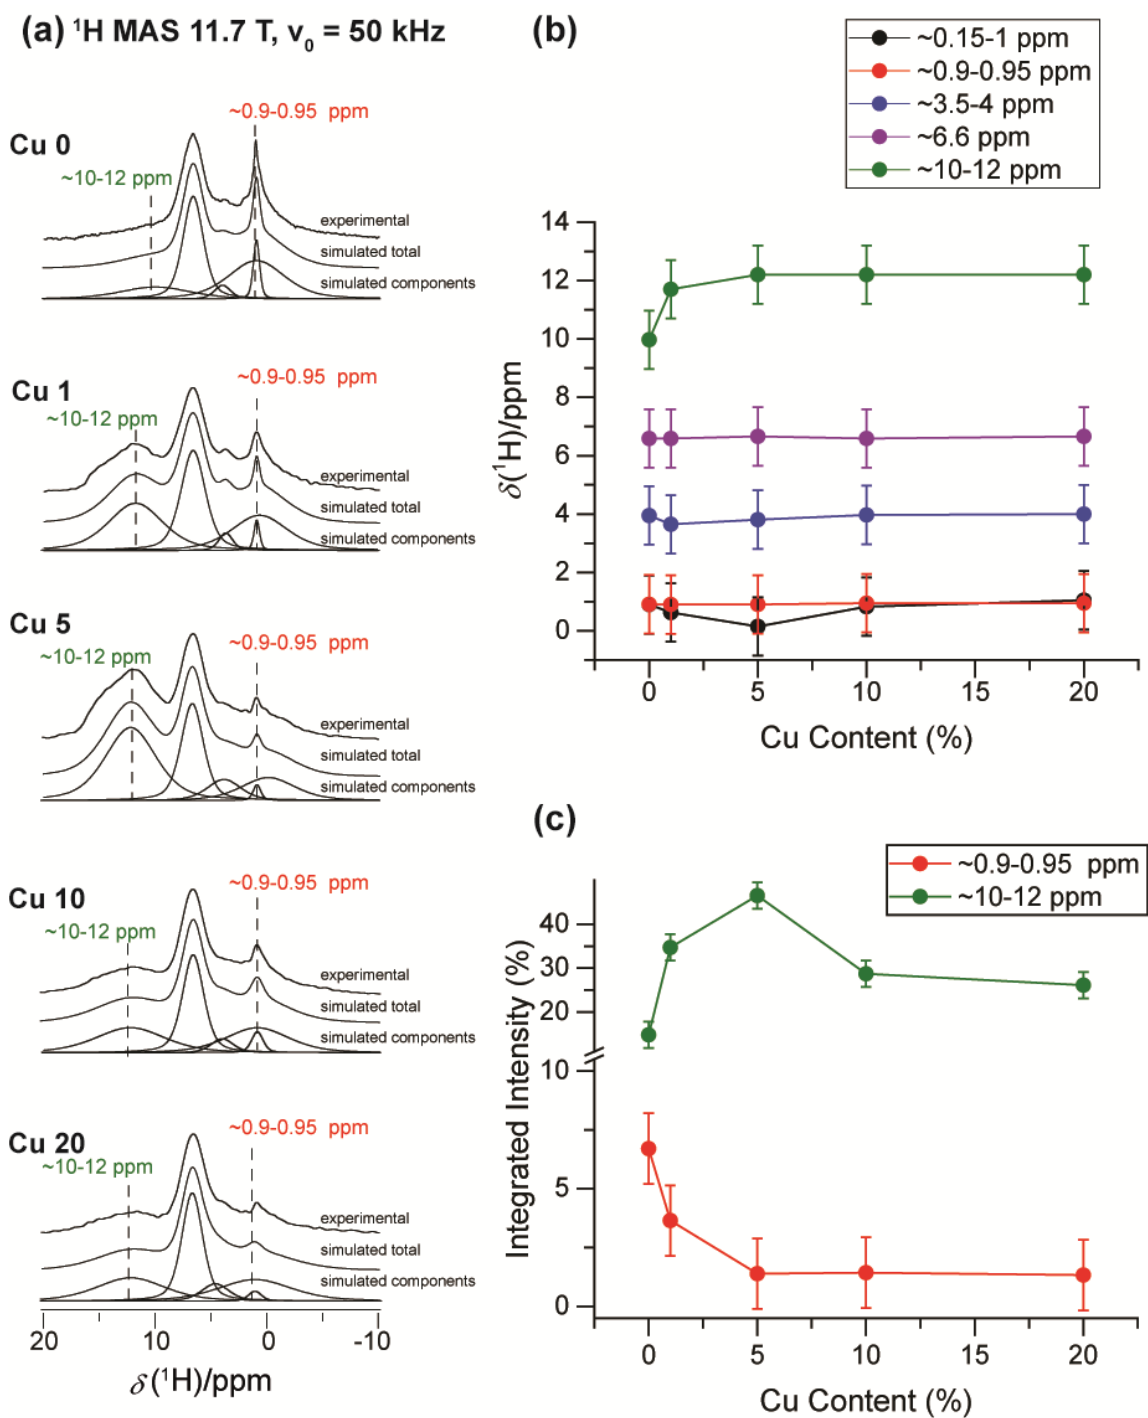 (a) ¹H MAS 11.7 T, ν₀ = 50 kHz
Cu 0
~10-12 ppm
~0.9-0.95 ppm
experimental
simulated total
simulated components
Cu 1
~10-12 ppm
~0.9-0.95 ppm
experimental
simulated total
simulated components
Cu 5
~10-12 ppm
~0.9-0.95 ppm
experimental
simulated total
simulated components
Cu 10
~10-12 ppm
~0.9-0.95 ppm
experimental
simulated total
simulated components
Cu 20
~10-12 ppm
~0.9-0.95 ppm
experimental
simulated total
simulated components
20 10 0 -10
δ(¹H)/ppm
(b)
~0.15-1 ppm
~0.9-0.95 ppm
~3.5-4 ppm
~6.6 ppm
~10-12 ppm
14
12
10
8
6
4
2
0
δ(¹H)/ppm
0 5 10 15 20
Cu Content (%)
(c)
~0.9-0.95 ppm
~10-12 ppm
40
30
20
10
5
0
Integrated Intensity (%)
0 5 10 15 20
Cu Content (%)